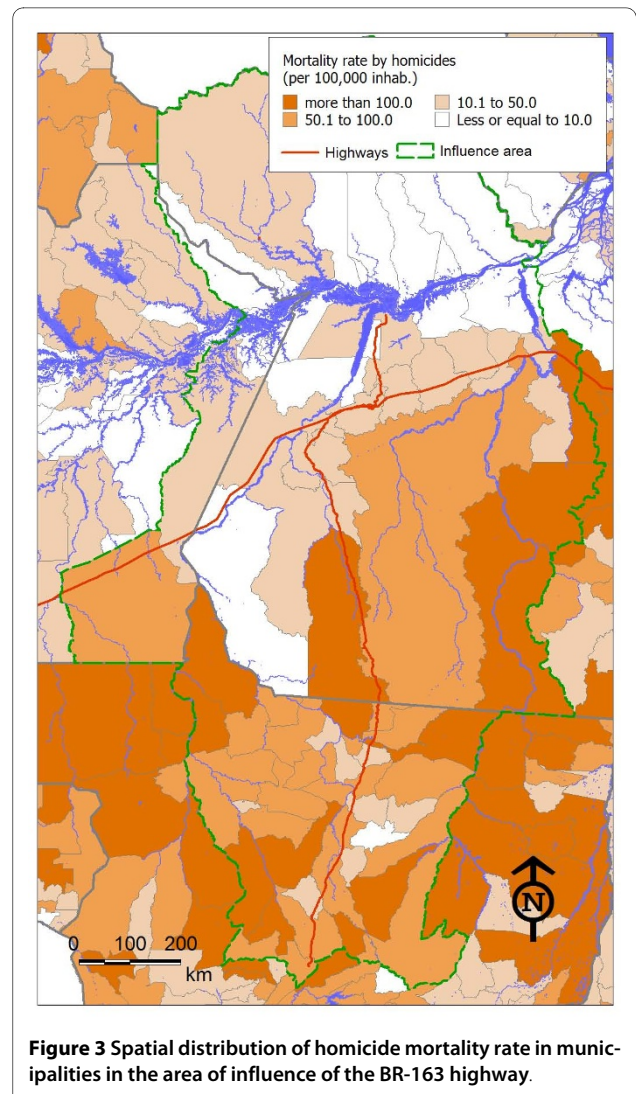 Mortality rate by homicides
(per 100,000 inhab.)
more than 100.0 10.1 to 50.0
50.1 to 100.0 Less or equal to 10.0
Highways Influence area
N
0 100 200
km
Figure 3 Spatial distribution of homicide mortality rate in munic-
ipalities in the area of influence of the BR-163 highway.